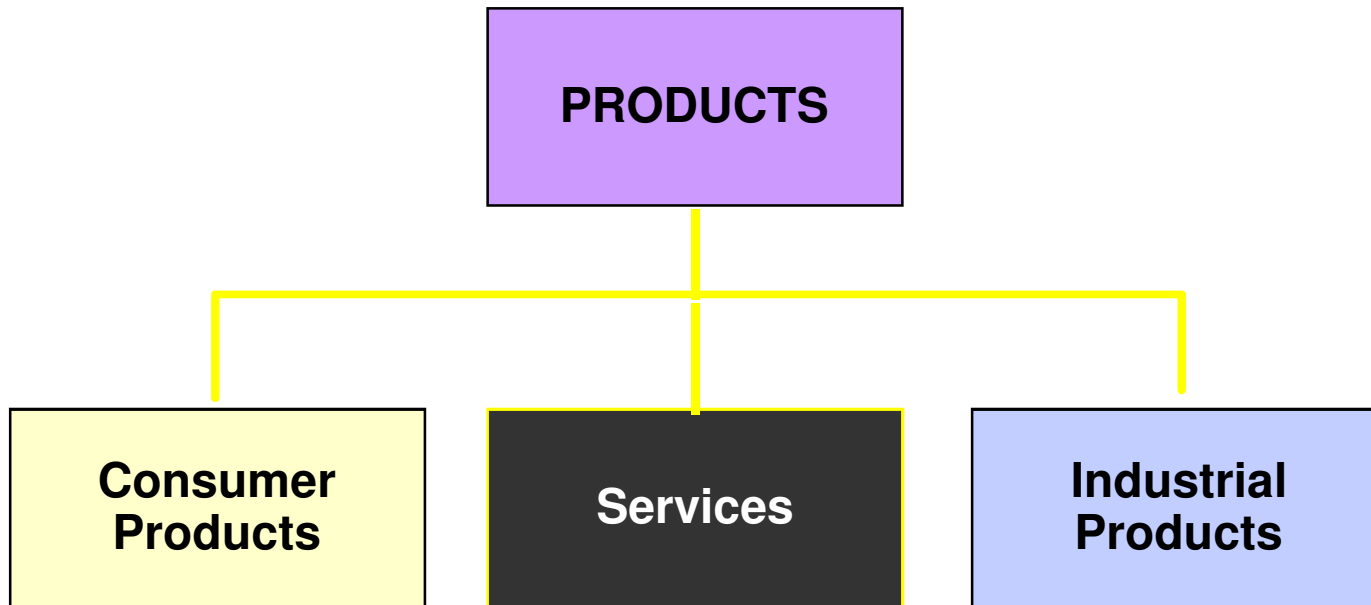 PRODUCTS
Consumer
Products
Services
Industrial
Products